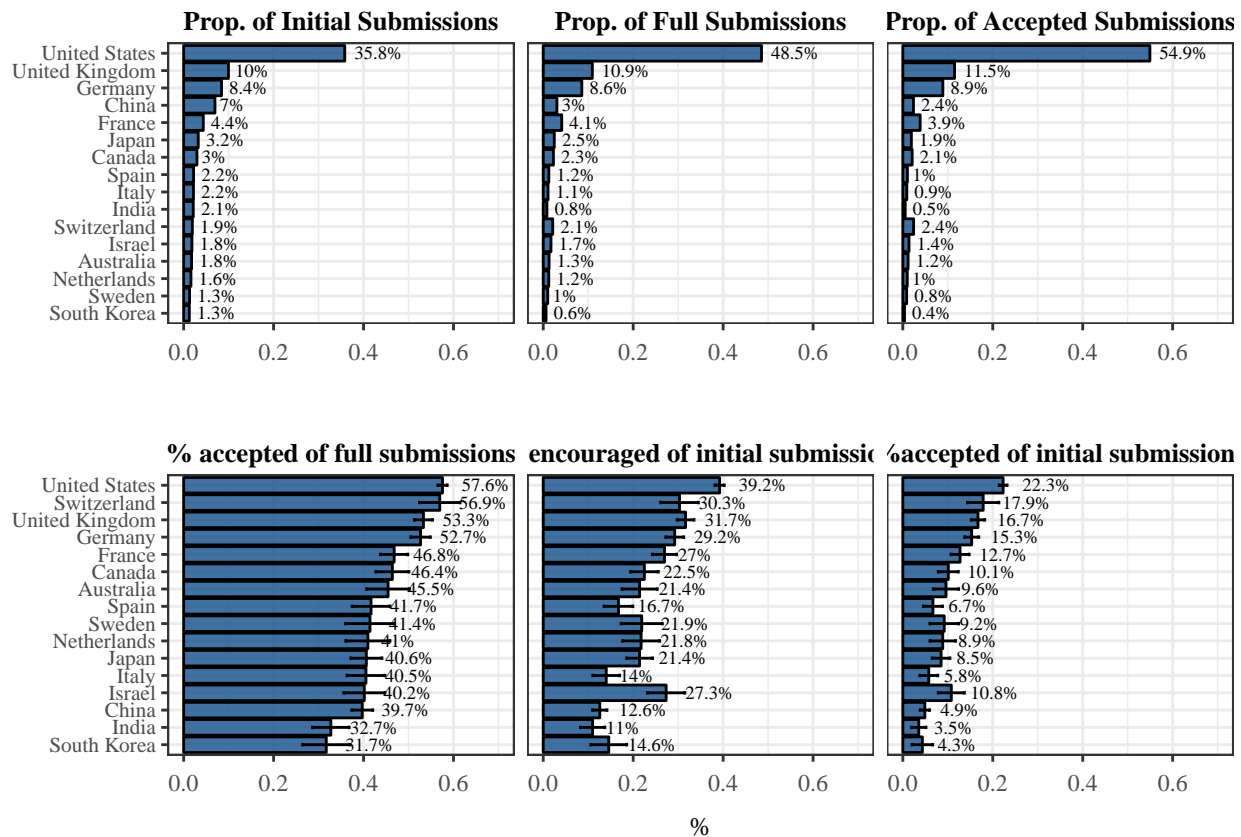 Prop. of Initial Submissions
Prop. of Full Submissions
Prop. of Accepted Submissions
United States 35.8% 48.5% 54.9%
United Kingdom 10% 10.9% 11.5%
Germany 8.4% 8.6% 8.9%
China 7% 3% 2.4%
France 4.4% 4.1% 3.9%
Japan 3.2% 2.5% 1.9%
Canada 3% 2.3% 2.1%
Spain 2.2% 1.2% 1%
Italy 2.2% 1.1% 0.9%
India 2.1% 0.8% 0.5%
Switzerland 1.9% 2.1% 2.4%
Israel 1.8% 1.7% 1.4%
Australia 1.8% 1.3% 1.2%
Netherlands 1.6% 1.2% 1%
Sweden 1.3% 1% 0.8%
South Korea 1.3% 0.6% 0.4%
0.0 0.2 0.4 0.6 0.0 0.2 0.4 0.6 0.0 0.2 0.4 0.6
% accepted of full submissions
encouraged of initial submissio
%accepted of initial submission
United States 57.6% 39.2% 22.3%
Switzerland 56.9% 30.3% 17.9%
United Kingdom 53.3% 31.7% 16.7%
Germany 52.7% 29.2% 15.3%
France 46.8% 27% 12.7%
Canada 46.4% 22.5% 10.1%
Australia 45.5% 21.4% 9.6%
Spain 41.7% 16.7% 6.7%
Sweden 41.4% 21.9% 9.2%
Netherlands 41% 21.8% 8.9%
Japan 40.6% 21.4% 8.5%
Italy 40.5% 14% 5.8%
Israel 40.2% 27.3% 10.8%
China 39.7% 12.6% 4.9%
India 32.7% 11% 3.5%
South Korea 31.7% 14.6% 4.3%
0.0 0.2 0.4 0.6 0.0 0.2 0.4 0.6 0.0 0.2 0.4 0.6
%